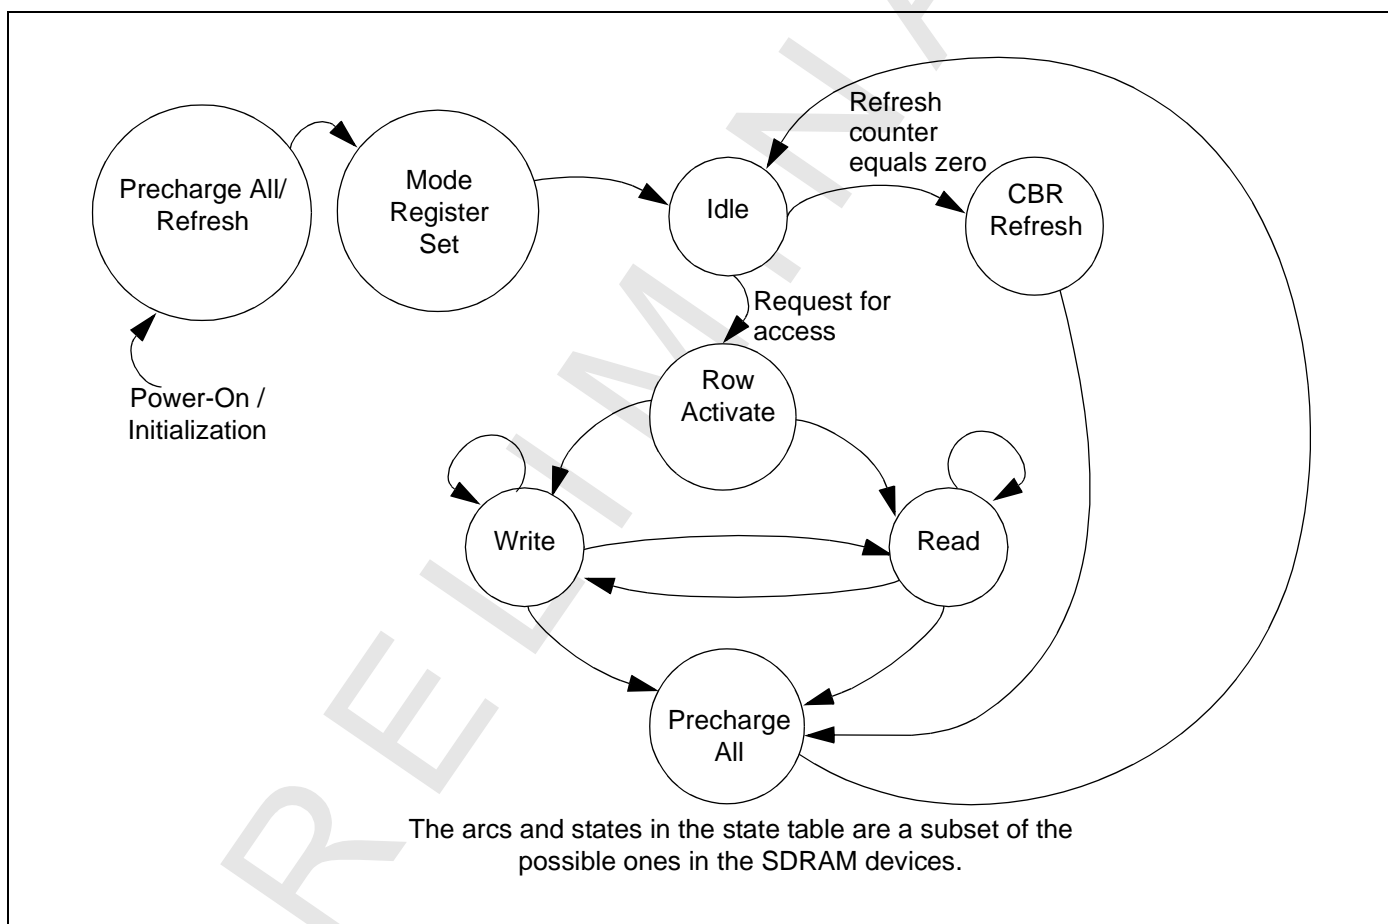 Refresh
counter
equals zero
Precharge All/
Refresh
Mode
Register
Set
Idle
CBR
Refresh
Request for
access
Row
Activate
Power-On /
Initialization
Write
Read
Precharge
All
The arcs and states in the state table are a subset of the
possible ones in the SDRAM devices.
RELIMINA